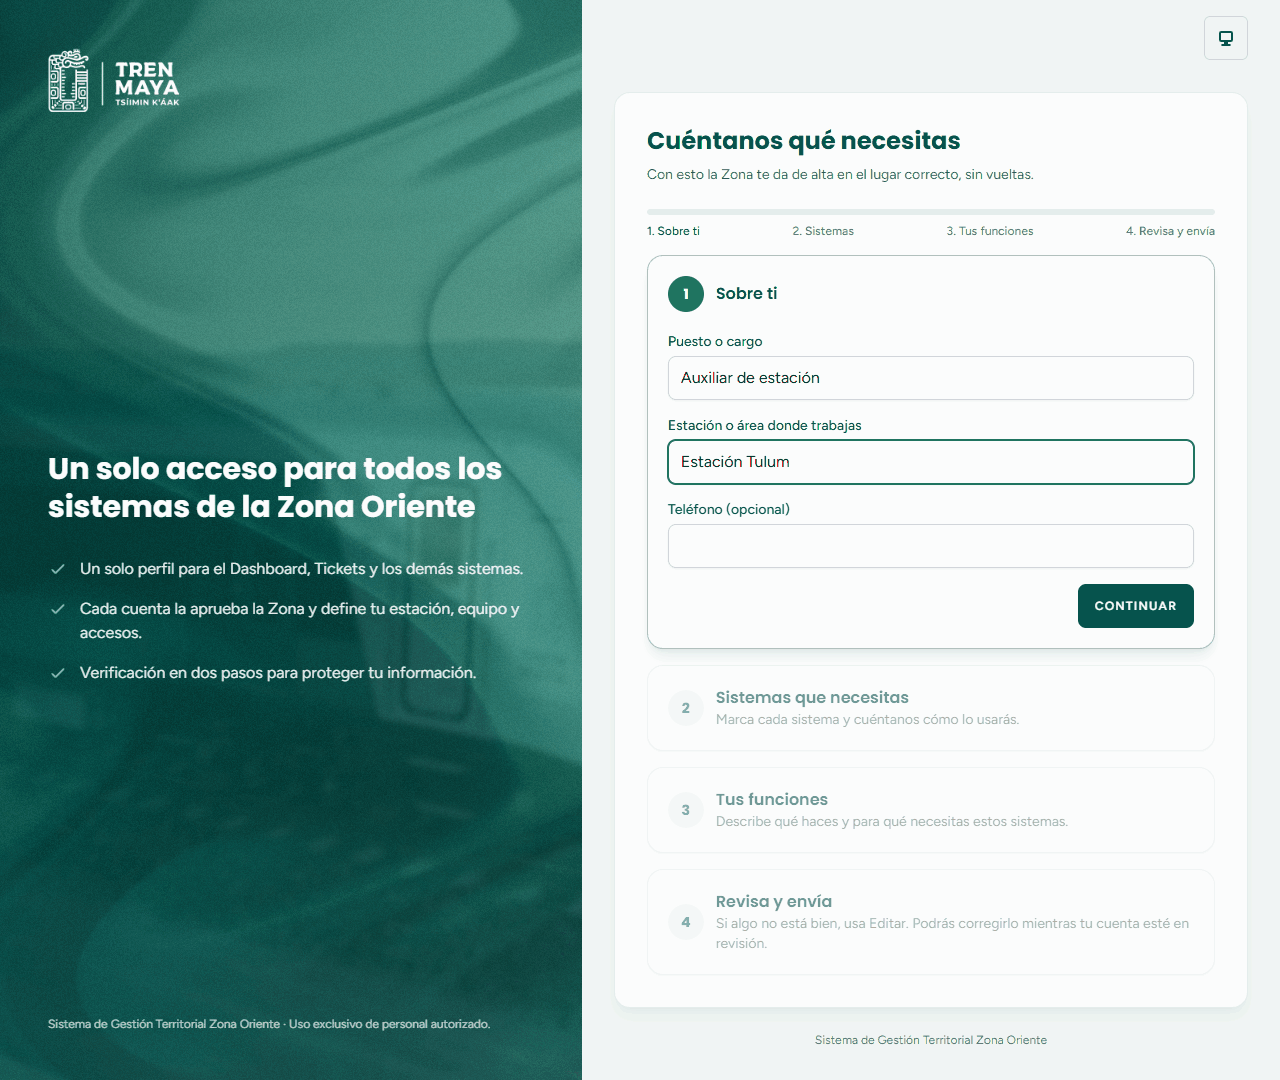 TREN
MAYA
TSÍIMIN K'ÁAK
Un solo acceso para todos los
sistemas de la Zona Oriente
Un solo perfil para el Dashboard, Tickets y los demás sistemas.
Cada cuenta la aprueba la Zona y define tu estación, equipo y
accesos.
Verificación en dos pasos para proteger tu información.
Sistema de Gestión Territorial Zona Oriente · Uso exclusivo de personal autorizado.
Cuéntanos qué necesitas
Con esto la Zona te da de alta en el lugar correcto, sin vueltas.
1. Sobre ti
2. Sistemas
3. Tus funciones
4. Revisa y envía
1
Sobre ti
Puesto o cargo
Auxiliar de estación
Estación o área donde trabajas
Estación Tulum
Teléfono (opcional)
CONTINUAR
2
Sistemas que necesitas
Marca cada sistema y cuéntanos cómo lo usarás.
3
Tus funciones
Describe qué haces y para qué necesitas estos sistemas.
4
Revisa y envía
Si algo no está bien, usa Editar. Podrás corregirlo mientras tu cuenta esté en
revisión.
Sistema de Gestión Territorial Zona Oriente